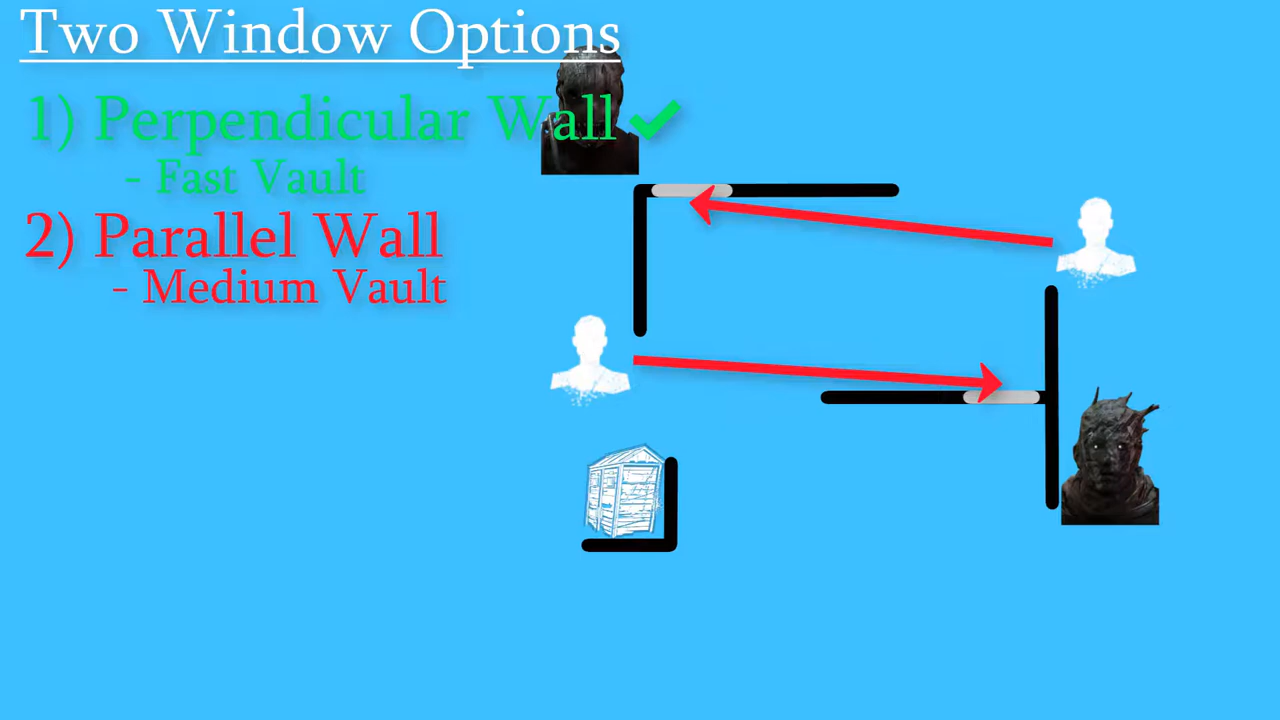 Two Window Options
1) Perpendicular Wall ✔
- Fast Vault
2) Parallel Wall
- Medium Vault